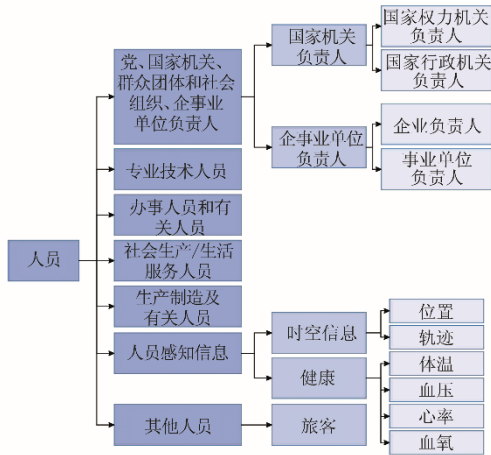 人员
党、国家机关、
群众团体和社会
组织、企事业
单位负责人
专业技术人员
办事人员和有
关人员
社会生产/生活
服务人员
生产制造及
有关人员
人员感知信息
其他人员
国家机关
负责人
企事业单位
负责人
时空信息
健康
旅客
国家权力机关
负责人
国家行政机关
负责人
企业负责人
事业单位
负责人
位置
轨迹
体温
血压
心率
血氧